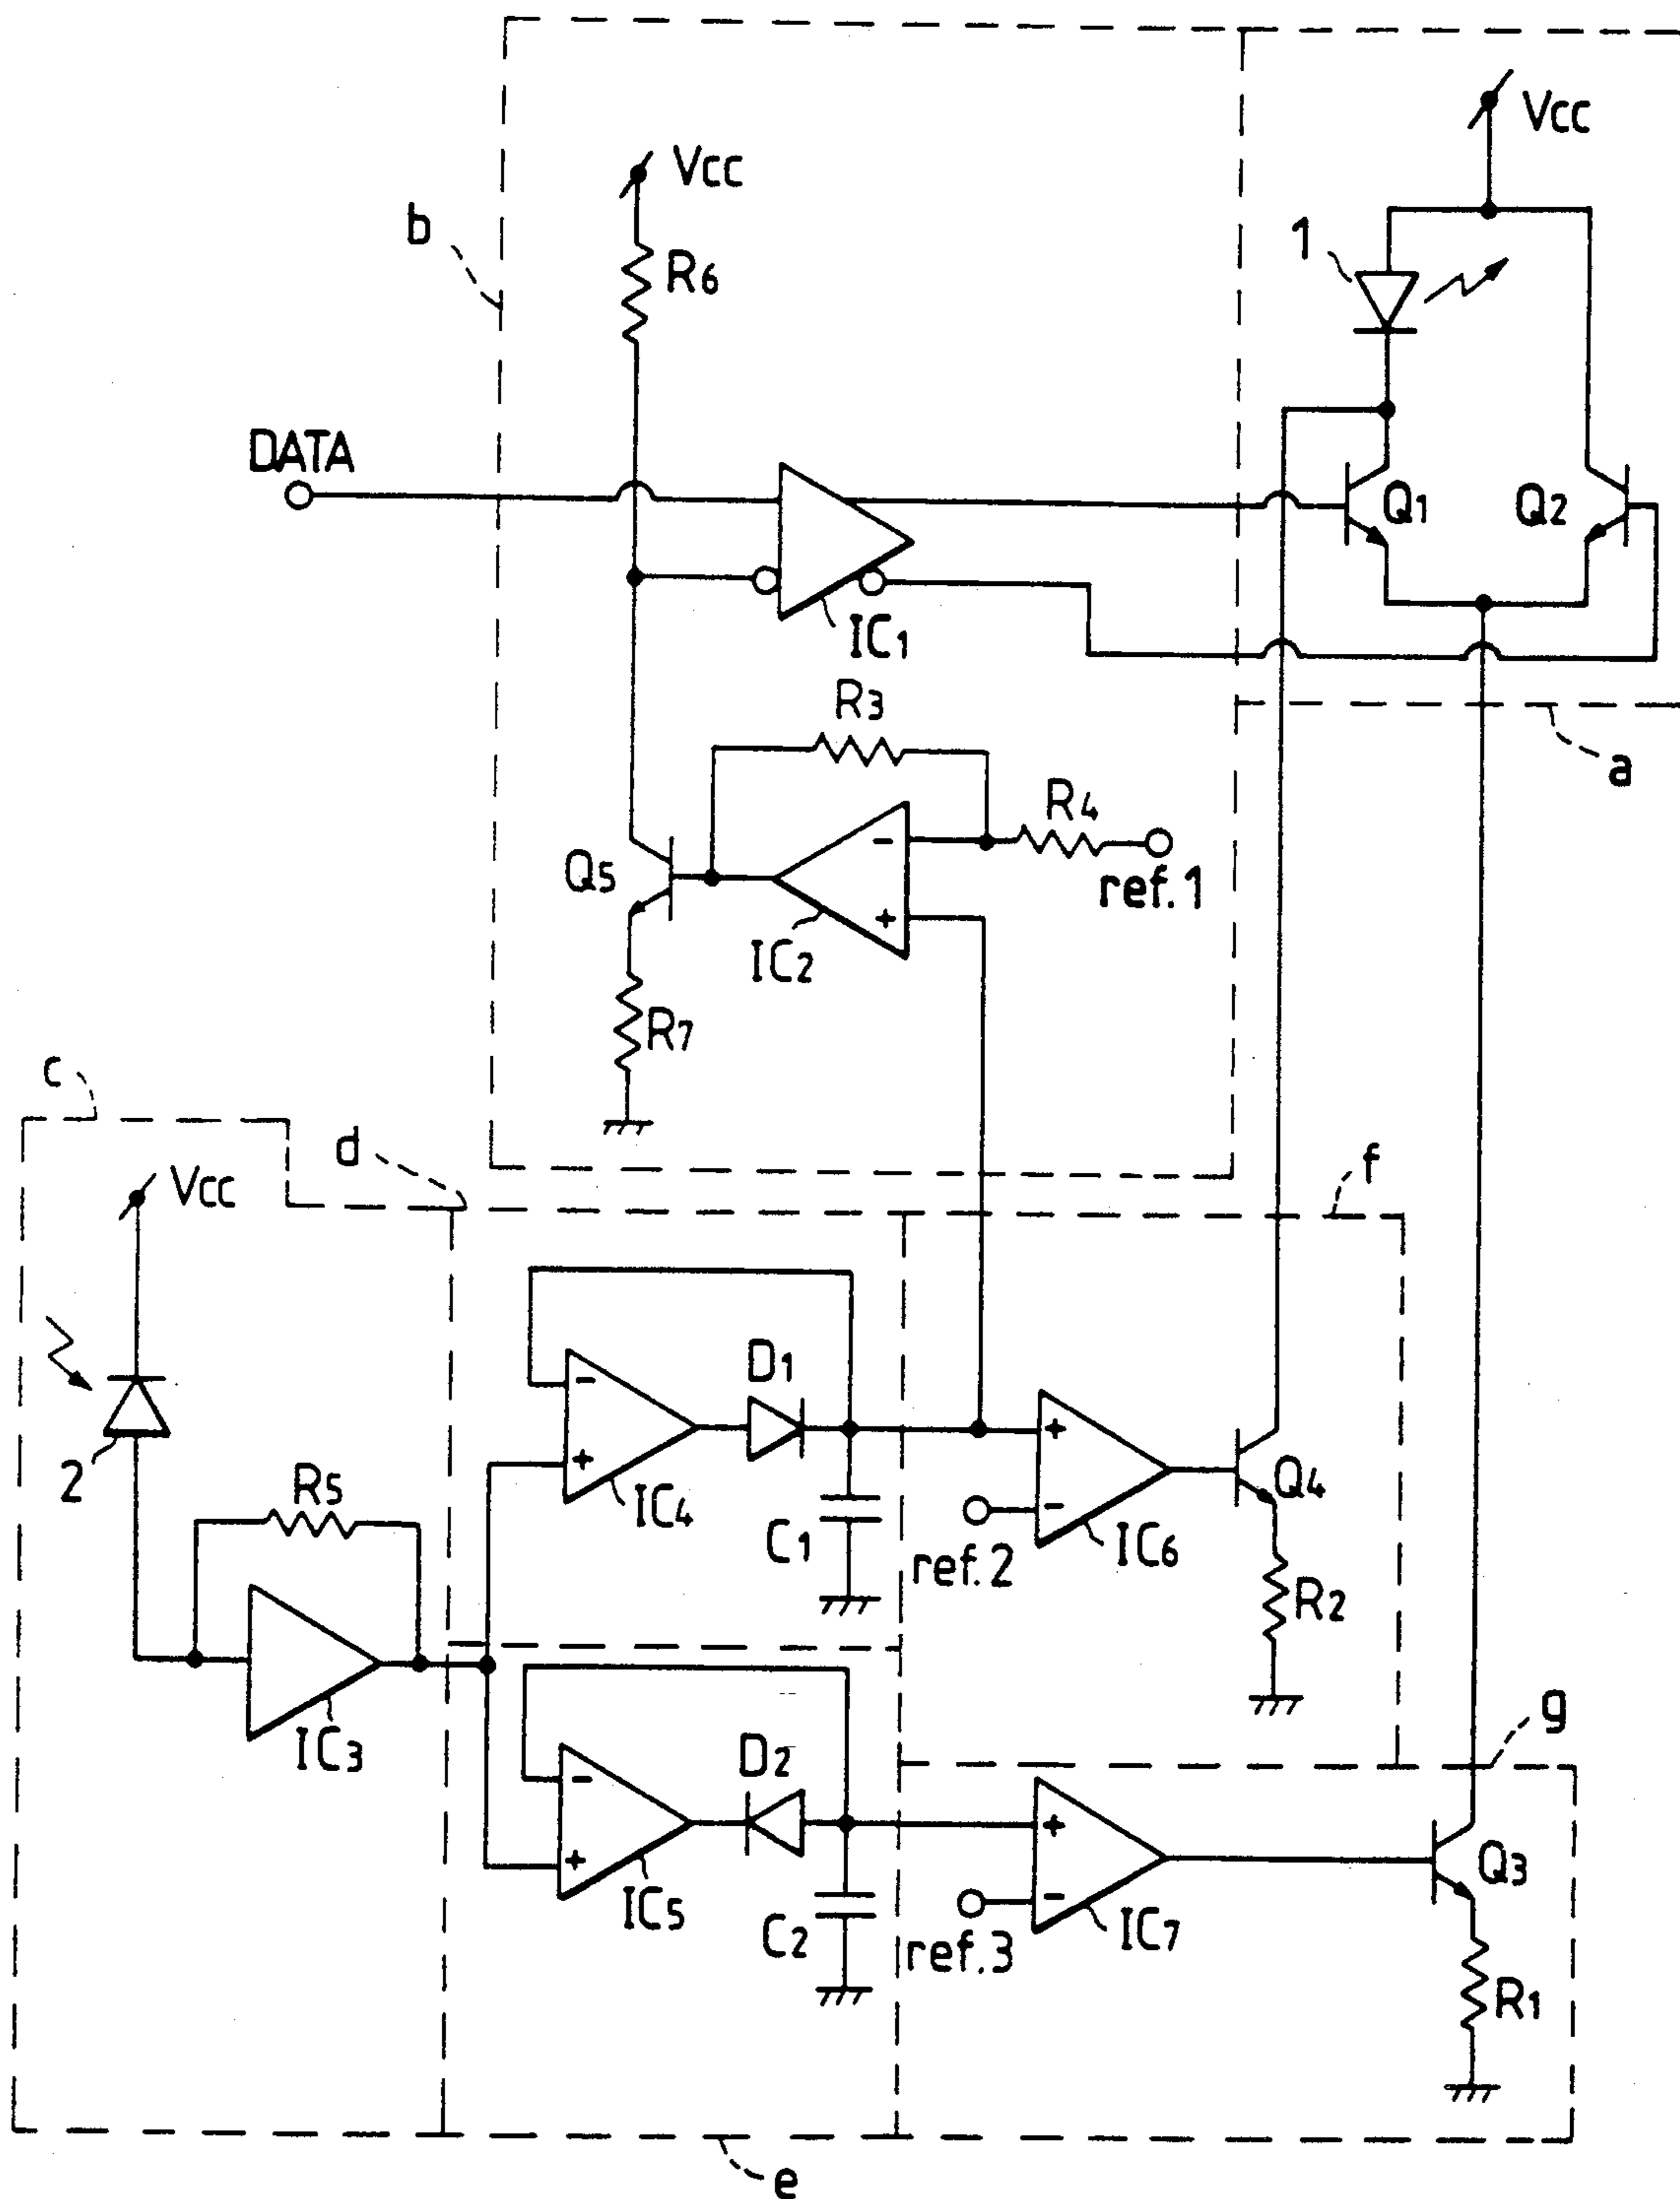 Vcc
Vcc
b
R6
1
DATA
Q1
Q2
IC1
R3
a
R4
Q5
-
ref.1
+
IC2
R7
c
d
f
Vcc
D1
-
+
2
R5
+
IC4
Q4
C1
-
ref.2
IC6
R2
IC3
g
D2
-
+
Q3
+
IC5
C2
-
ref.3
IC7
R1
e